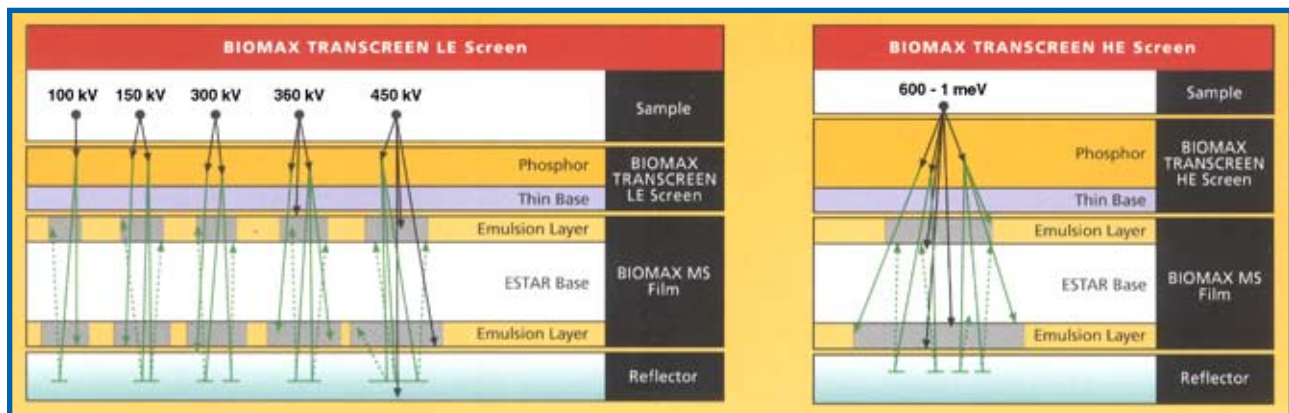 BIOMAX TRANSCREEN LE Screen
100 kV 150 kV 300 kV 360 kV 450 kV
Sample
Phosphor
Thin Base
BIOMAX
TRANSCREEN
LE Screen
Emulsion Layer
ESTAR Base
Emulsion Layer
BIOMAX MS
Film
Reflector
BIOMAX TRANSCREEN HE Screen
600 - 1 meV
Sample
Phosphor
Thin Base
BIOMAX
TRANSCREEN
HE Screen
Emulsion Layer
ESTAR Base
Emulsion Layer
BIOMAX MS
Film
Reflector